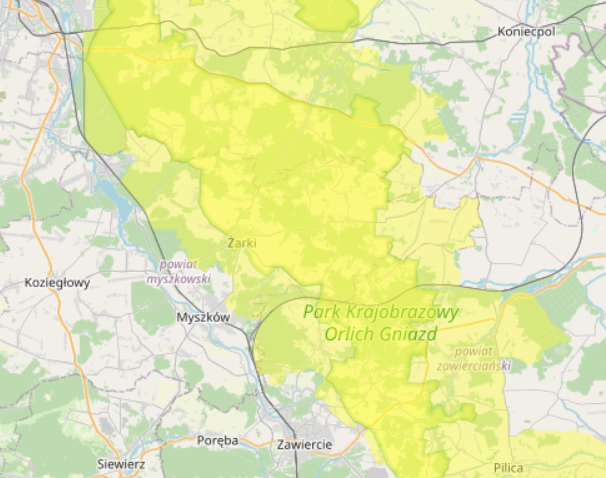 Koniecpol
Żarki
powiat
myszkowski
Koziegłowy
Myszków
Park Krajobrazowy
Orlich Gniazd
powiat
zawierciański
Poręba
Zawiercie
Siewierz
Pilica